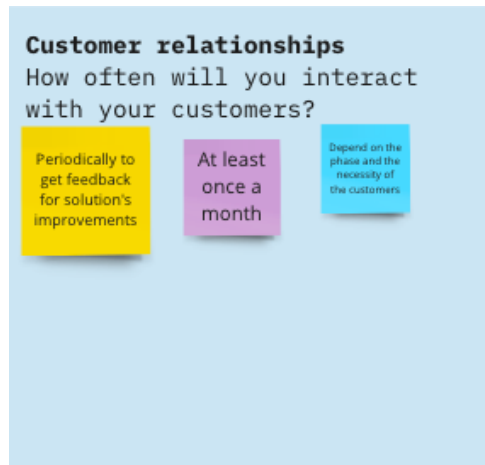 Customer relationships
How often will you interact
with your customers?
Periodically to
get feedback
for solution's
improvements
At least
once a
month
Depend on the
phase and the
necessity of
the customers